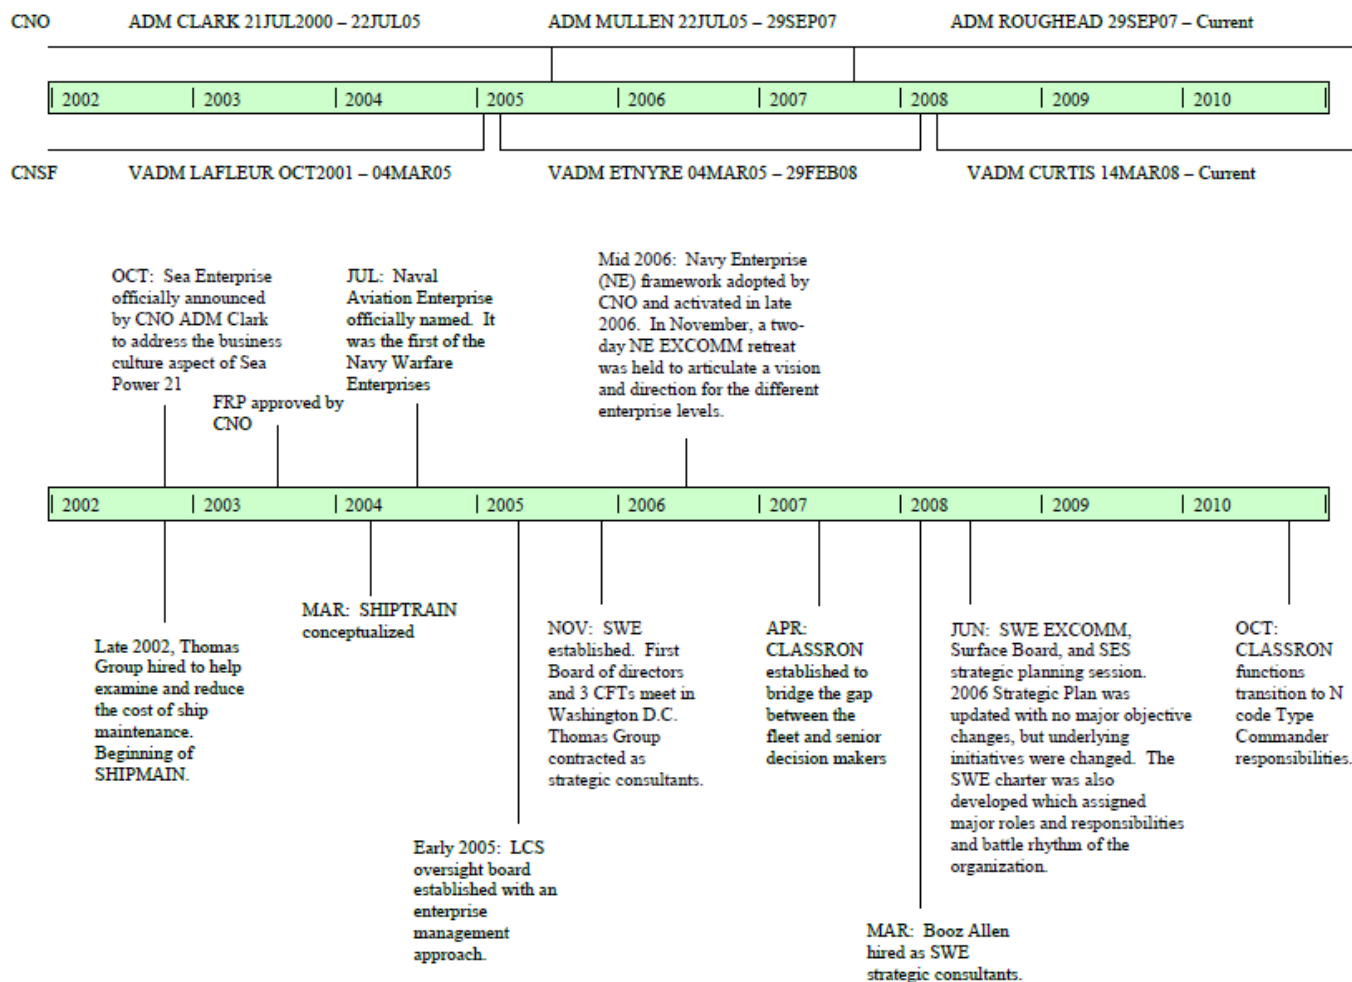 CNO ADM CLARK 21JUL2000 – 22JUL05 ADM MULLEN 22JUL05 - 29SEP07 ADM ROUGHEAD 29SEP07 – Current
2002 2003 2004 2005 2006 2007 2008 2009 2010
CNSF VADM LAFLEUR OCT2001 – 04MAR05 VADM ETNYRE 04MAR05 – 29FEB08 VADM CURTIS 14MAR08 – Current
OCT: Sea Enterprise
officially announced
by CNO ADM Clark
to address the business
culture aspect of Sea
Power 21
FRP approved by
CNO
JUL: Naval
Aviation Enterprise
officially named. It
was the first of the
Navy Warfare
Enterprises
Mid 2006: Navy Enterprise
(NE) framework adopted by
CNO and activated in late
2006. In November, a two-
day NE EXCOMM retreat
was held to articulate a vision
and direction for the different
enterprise levels.
2002 2003 2004 2005 2006 2007 2008 2009 2010
Late 2002, Thomas
Group hired to help
examine and reduce
the cost of ship
maintenance.
Beginning of
SHIPMAIN.
MAR: SHIPTRAIN
conceptualized
Early 2005: LCS
oversight board
established with an
enterprise
management
approach.
NOV: SWE
established. First
Board of directors
and 3 CFTs meet in
Washington D.C.
Thomas Group
contracted as
strategic consultants.
APR:
CLASSRON
established to
bridge the gap
between the
fleet and senior
decision makers
MAR: Booz Allen
hired as SWE
strategic consultants.
JUN: SWE EXCOMM,
Surface Board, and SES
strategic planning session.
2006 Strategic Plan was
updated with no major objective
changes, but underlying
initiatives were changed. The
SWE charter was also
developed which assigned
major roles and responsibilities
and battle rhythm of the
organization.
OCT:
CLASSRON
functions
transition to N
code Type
Commander
responsibilities.